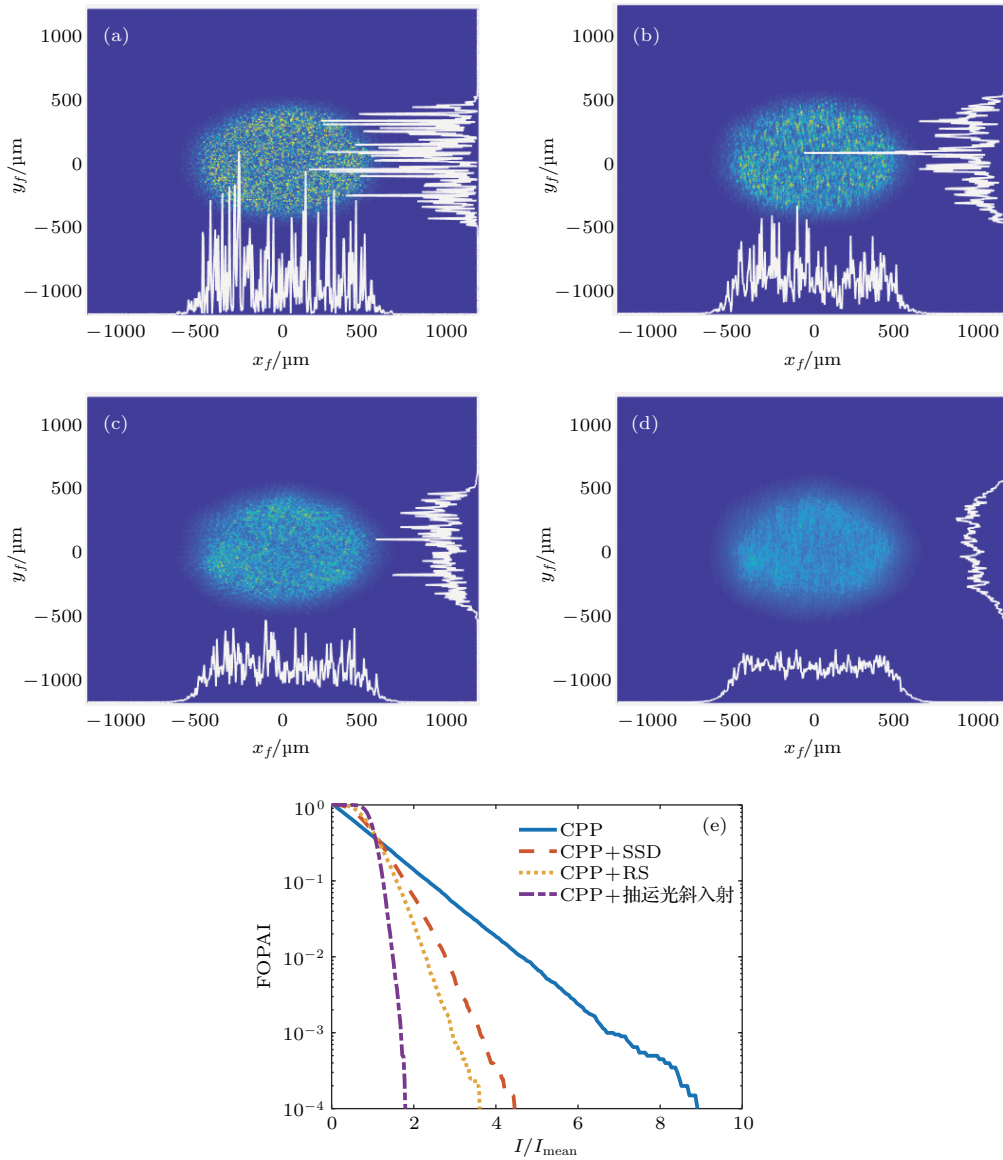 (a)
1000
500
0
−500
−1000
y_f/µm
−1000 −500 0 500 1000
x_f/µm
(b)
1000
500
0
−500
−1000
y_f/µm
−1000 −500 0 500 1000
x_f/µm
(c)
1000
500
0
−500
−1000
y_f/µm
−1000 −500 0 500 1000
x_f/µm
(d)
1000
500
0
−500
−1000
y_f/µm
−1000 −500 0 500 1000
x_f/µm
(e)
CPP
CPP+SSD
CPP+RS
CPP+抽运光斜入射
10^0
10^−1
10^−2
10^−3
10^−4
FOPAI
0 2 4 6 8 10
I/I_mean